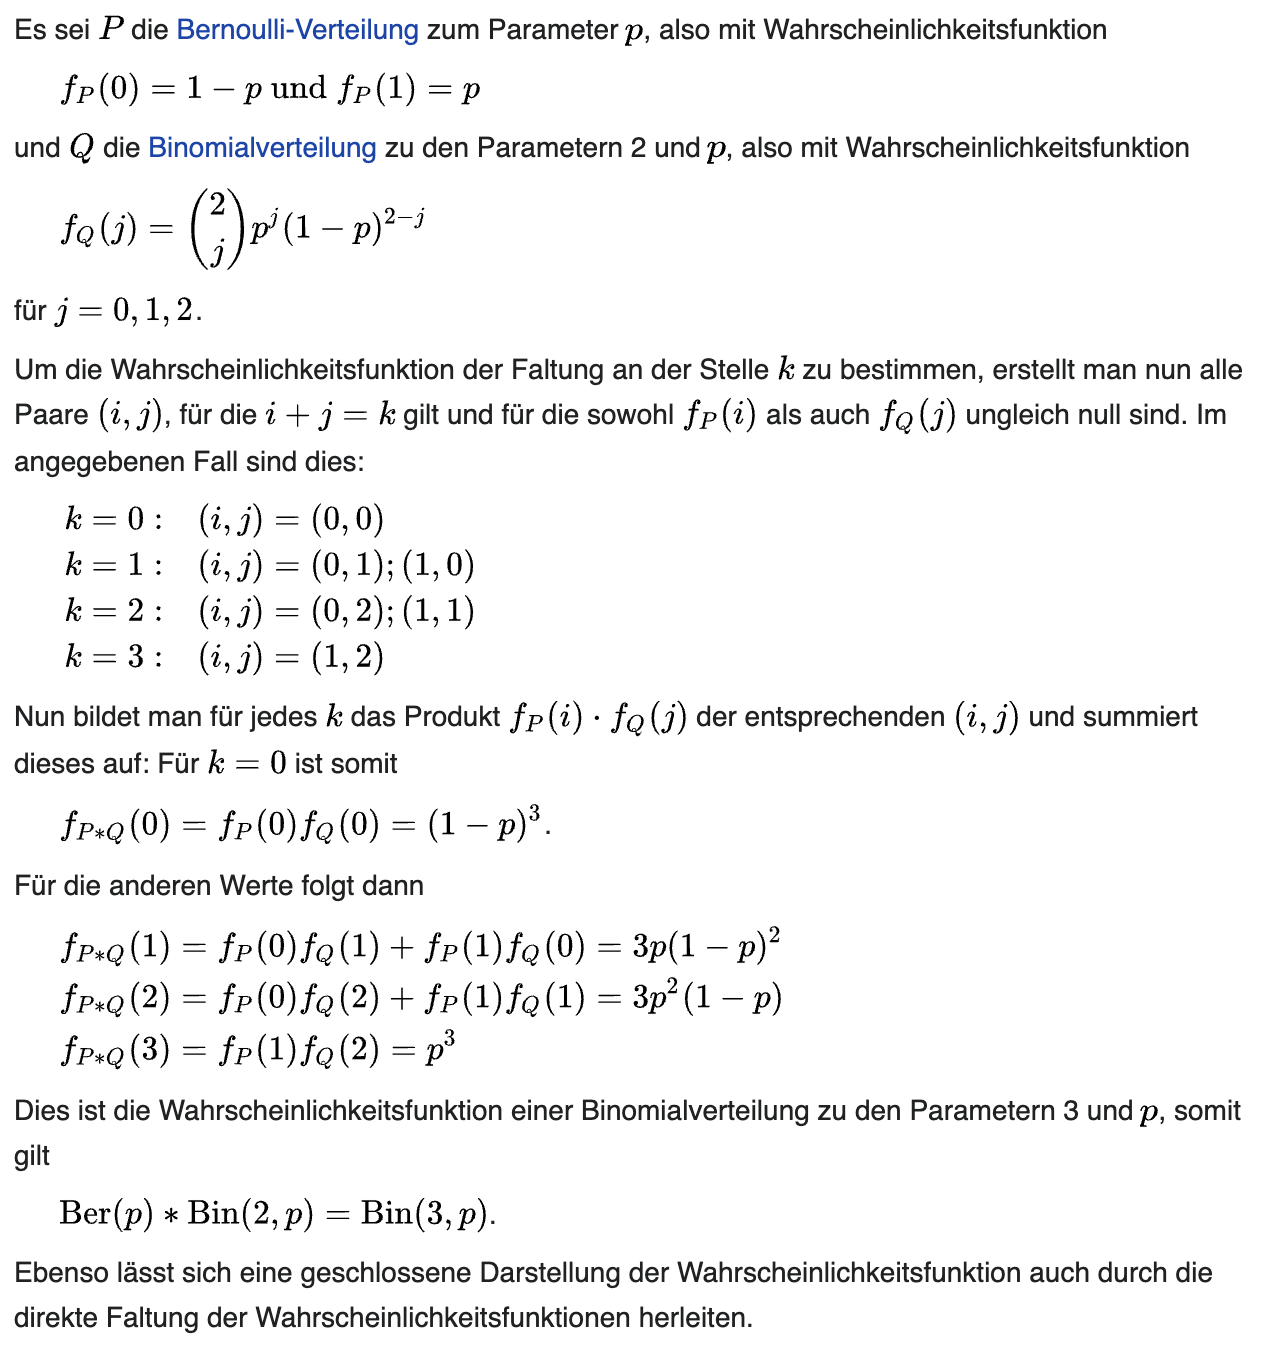 Es sei P die Bernoulli-Verteilung zum Parameter p, also mit Wahrscheinlichkeitsfunktion
f_P(0) = 1 − p und f_P(1) = p
und Q die Binomialverteilung zu den Parametern 2 und p, also mit Wahrscheinlichkeitsfunktion
f_Q(j) = \binom{2}{j} p^j (1 − p)^{2−j}
für j = 0, 1, 2.
Um die Wahrscheinlichkeitsfunktion der Faltung an der Stelle k zu bestimmen, erstellt man nun alle
Paare (i, j), für die i + j = k gilt und für die sowohl f_P(i) als auch f_Q(j) ungleich null sind. Im
angegebenen Fall sind dies:
k = 0 : (i, j) = (0, 0)
k = 1 : (i, j) = (0, 1); (1, 0)
k = 2 : (i, j) = (0, 2); (1, 1)
k = 3 : (i, j) = (1, 2)
Nun bildet man für jedes k das Produkt f_P(i) · f_Q(j) der entsprechenden (i, j) und summiert
dieses auf: Für k = 0 ist somit
f_{P*Q}(0) = f_P(0)f_Q(0) = (1 − p)^3.
Für die anderen Werte folgt dann
f_{P*Q}(1) = f_P(0)f_Q(1) + f_P(1)f_Q(0) = 3p(1 − p)^2
f_{P*Q}(2) = f_P(0)f_Q(2) + f_P(1)f_Q(1) = 3p^2(1 − p)
f_{P*Q}(3) = f_P(1)f_Q(2) = p^3
Dies ist die Wahrscheinlichkeitsfunktion einer Binomialverteilung zu den Parametern 3 und p, somit
gilt
Ber(p) * Bin(2, p) = Bin(3, p).
Ebenso lässt sich eine geschlossene Darstellung der Wahrscheinlichkeitsfunktion auch durch die
direkte Faltung der Wahrscheinlichkeitsfunktionen herleiten.